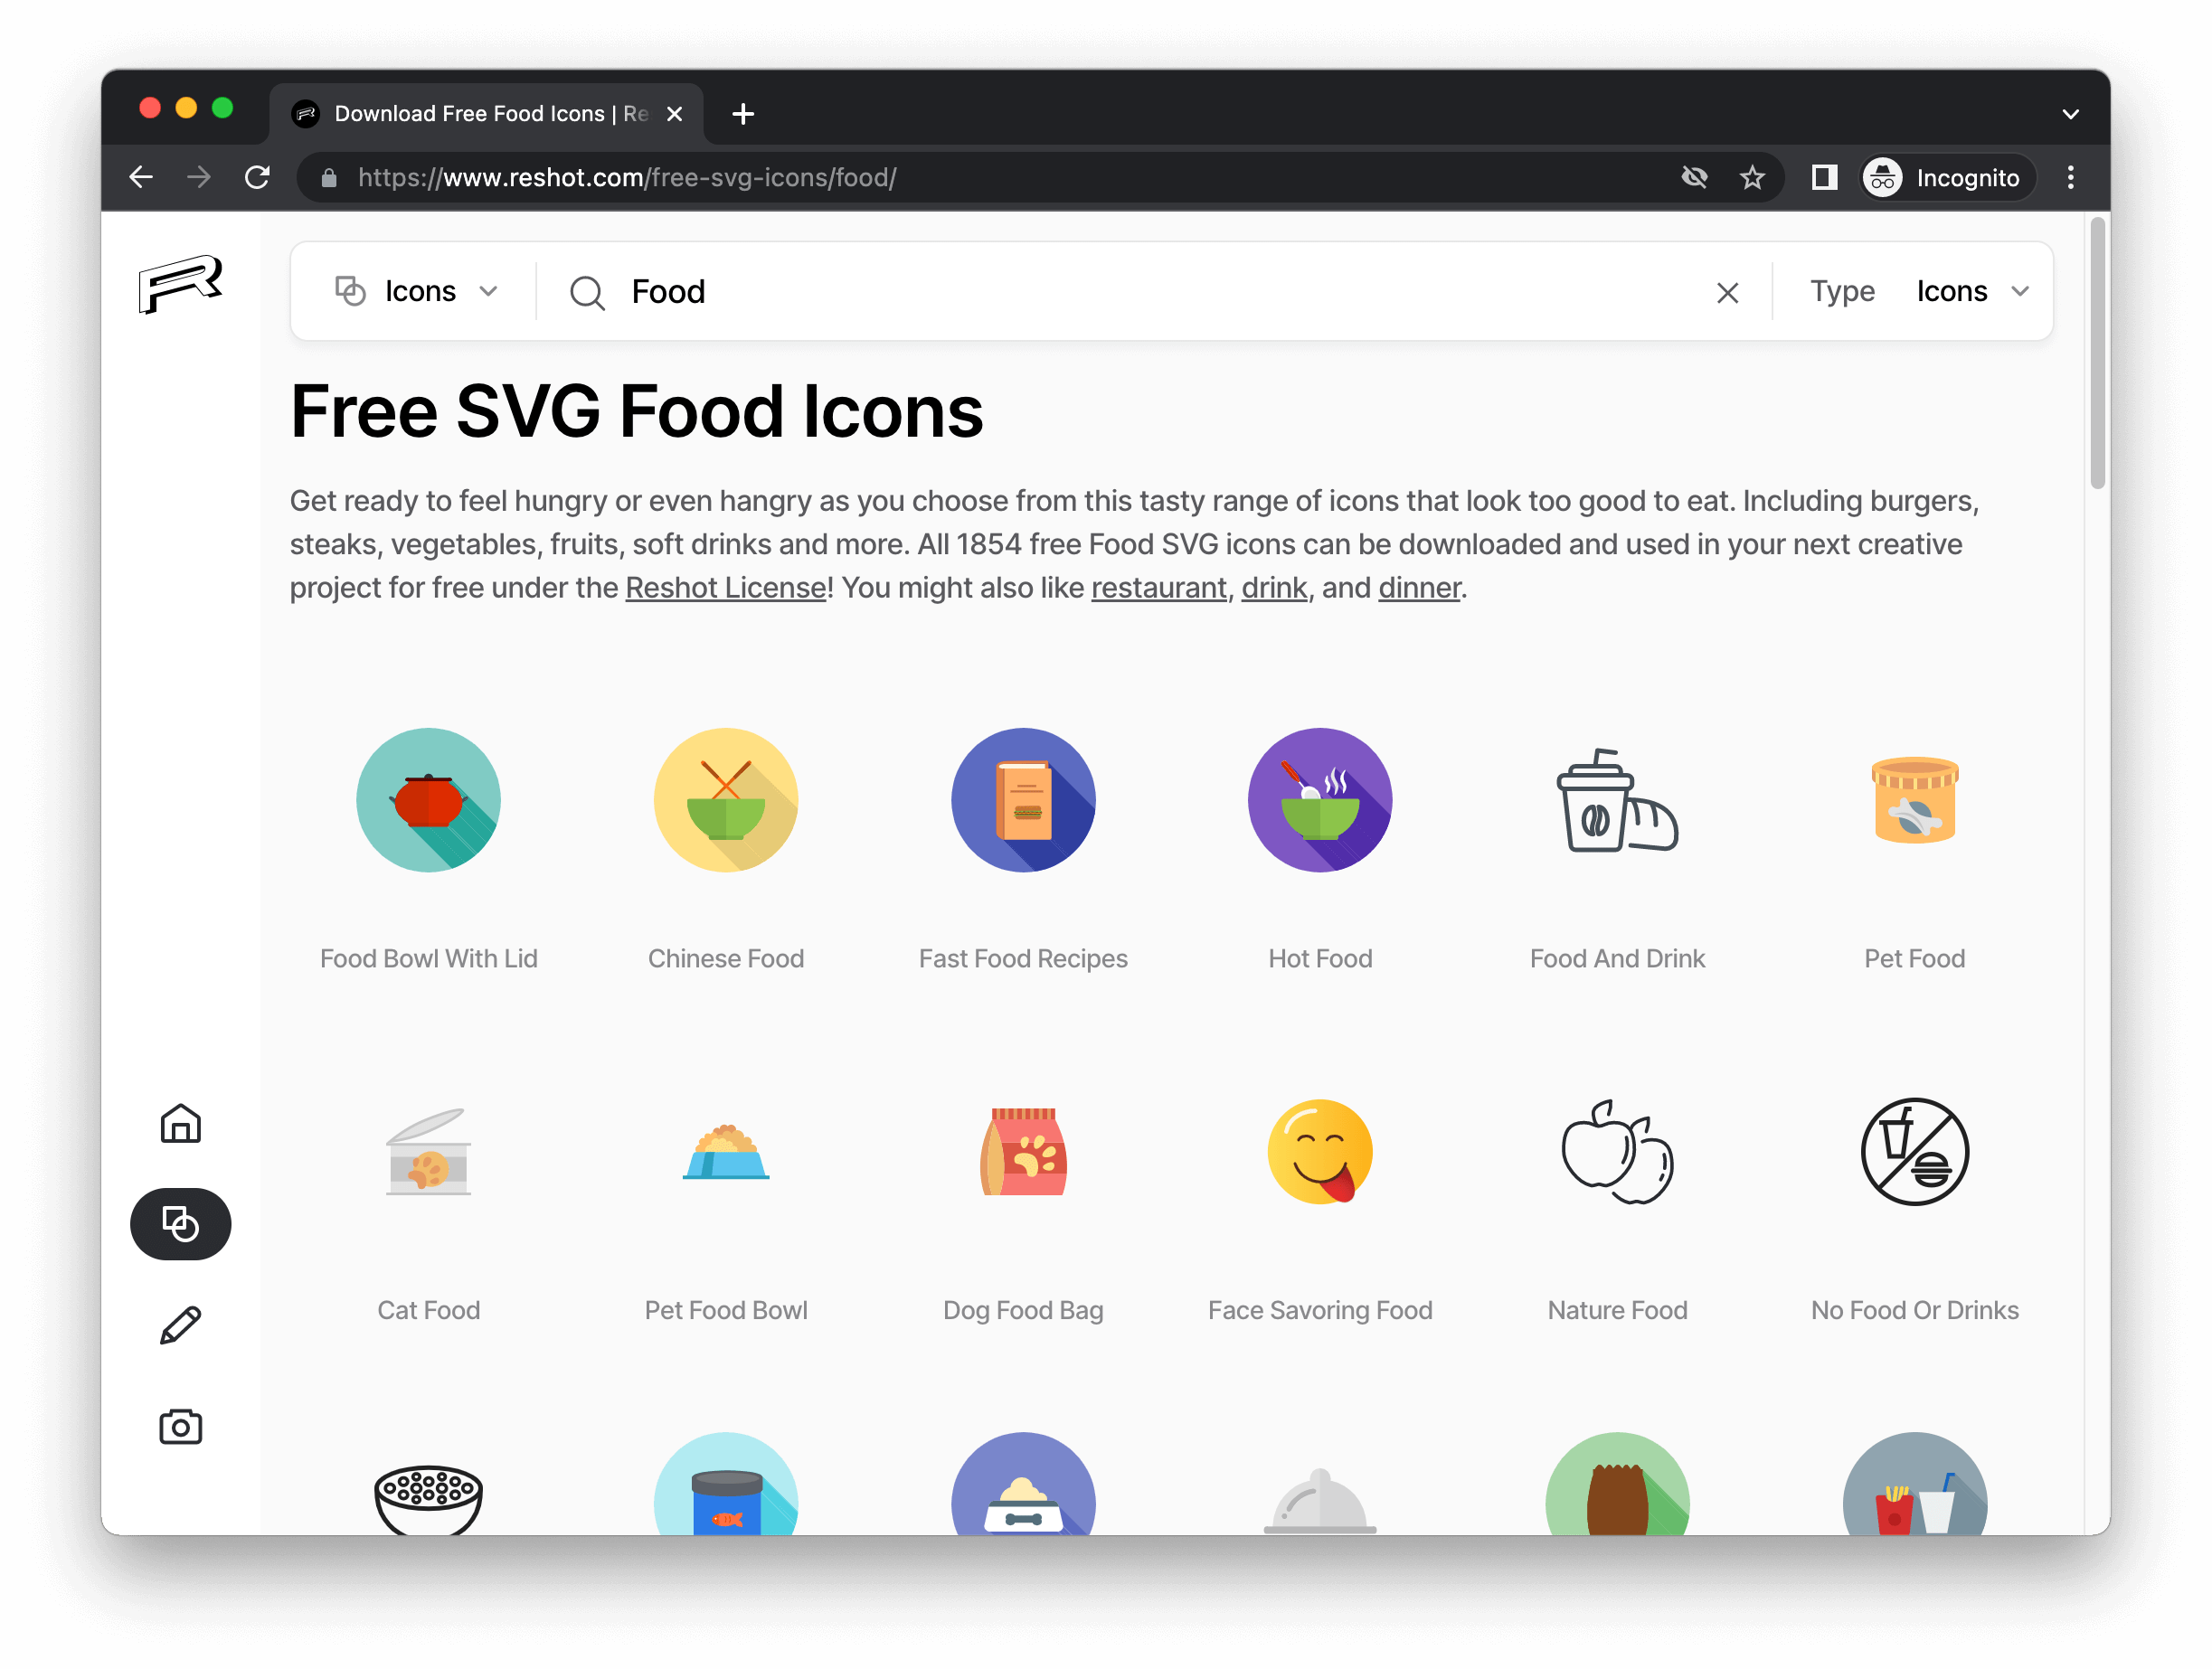 Download Free Food Icons | Re
https://www.reshot.com/free-svg-icons/food/
Incognito
Icons
Food
Type
Icons
Free SVG Food Icons
Get ready to feel hungry or even hangry as you choose from this tasty range of icons that look too good to eat. Including burgers,
steaks, vegetables, fruits, soft drinks and more. All 1854 free Food SVG icons can be downloaded and used in your next creative
project for free under the Reshot License! You might also like restaurant, drink, and dinner.
Food Bowl With Lid
Chinese Food
Fast Food Recipes
Hot Food
Food And Drink
Pet Food
Cat Food
Pet Food Bowl
Dog Food Bag
Face Savoring Food
Nature Food
No Food Or Drinks